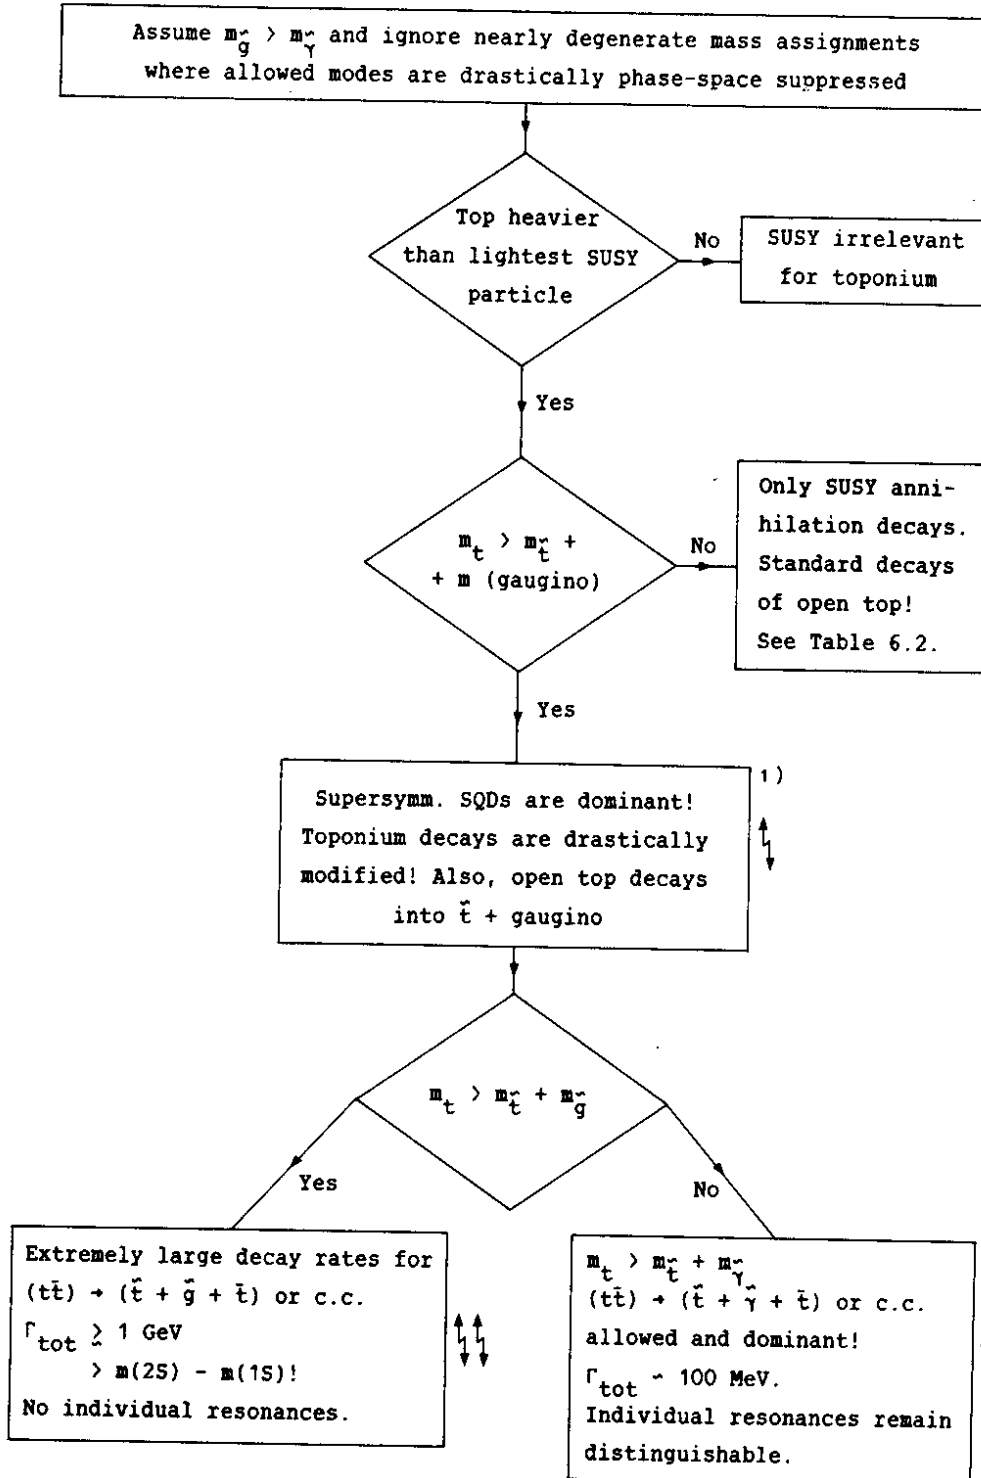 Assume m_g̃ > m_γ̃ and ignore nearly degenerate mass assignments
where allowed modes are drastically phase-space suppressed
Top heavier
than lightest SUSY
particle
No
SUSY irrelevant
for toponium
Yes
m_t > m_t̃ +
+ m (gaugino)
No
Only SUSY anni-
hilation decays.
Standard decays
of open top!
See Table 6.2.
Yes
Supersymm. SQDs are dominant!
Toponium decays are drastically
modified! Also, open top decays
into t̃ + gaugino
1)
m_t > m_t̃ + m_g̃
Yes
No
Extremely large decay rates for
(tt̄) → (t̃ + g̃ + t̄) or c.c.
Γ_tot ≳ 1 GeV
> m(2S) - m(1S)!
No individual resonances.
m_t > m_t̃ + m_γ̃
(tt̄) → (t̃ + γ̃ + t̄) or c.c.
allowed and dominant!
Γ_tot ~ 100 MeV.
Individual resonances remain
distinguishable.